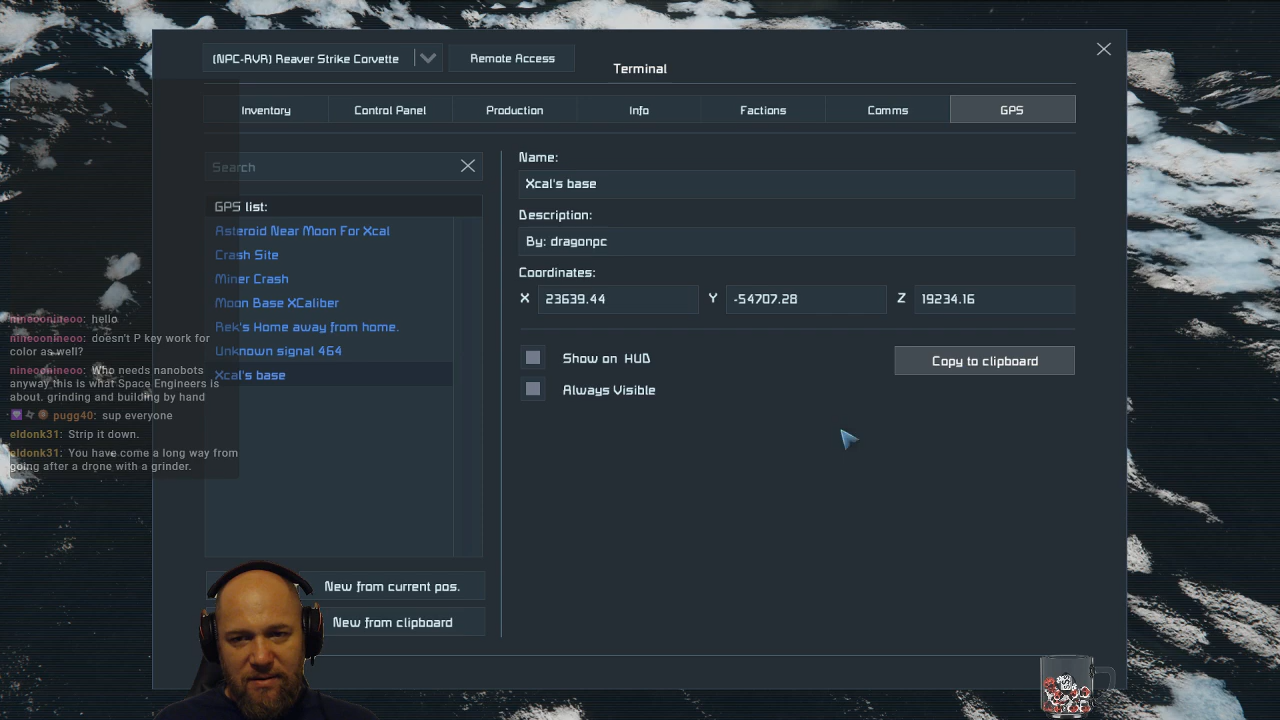 (NPC-RVR) Reaver Strike Corvette
Remote Access
Terminal
Inventory
Control Panel
Production
Info
Factions
Comms
GPS
Search
GPS list:
Asteroid Near Moon For Xcal
Crash Site
Miner Crash
Moon Base XCaliber
Rek's Home away from home.
Unknown signal 464
Xcal's base
New from current pos.
New from clipboard
Name:
Xcal's base
Description:
By: dragonpc
Coordinates:
X 23639.44 Y -54707.28 Z 19234.16
Show on HUD
Always Visible
Copy to clipboard
nineoonineoo: hello
nineoonineoo: doesn't P key work for
color as well?
nineoonineoo: Who needs nanobots
anyway this is what Space Engineers is
about. grinding and building by hand
pugg40: sup everyone
eldonk31: Strip it down.
eldonk31: You have come a long way from
going after a drone with a grinder.